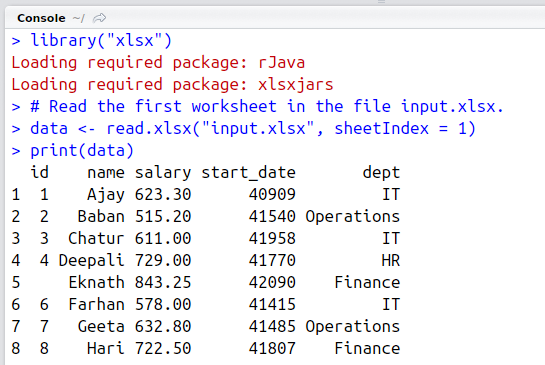 Console ~/
> library("xlsx")
Loading required package: rJava
Loading required package: xlsxjars
> # Read the first worksheet in the file input.xlsx.
> data <- read.xlsx("input.xlsx", sheetIndex = 1)
> print(data)
  id    name salary start_date       dept
1  1    Ajay 623.30      40909         IT
2  2   Baban 515.20      41540 Operations
3  3  Chatur 611.00      41958         IT
4  4 Deepali 729.00      41770         HR
5     Eknath 843.25      42090    Finance
6  6  Farhan 578.00      41415         IT
7  7   Geeta 632.80      41485 Operations
8  8    Hari 722.50      41807    Finance